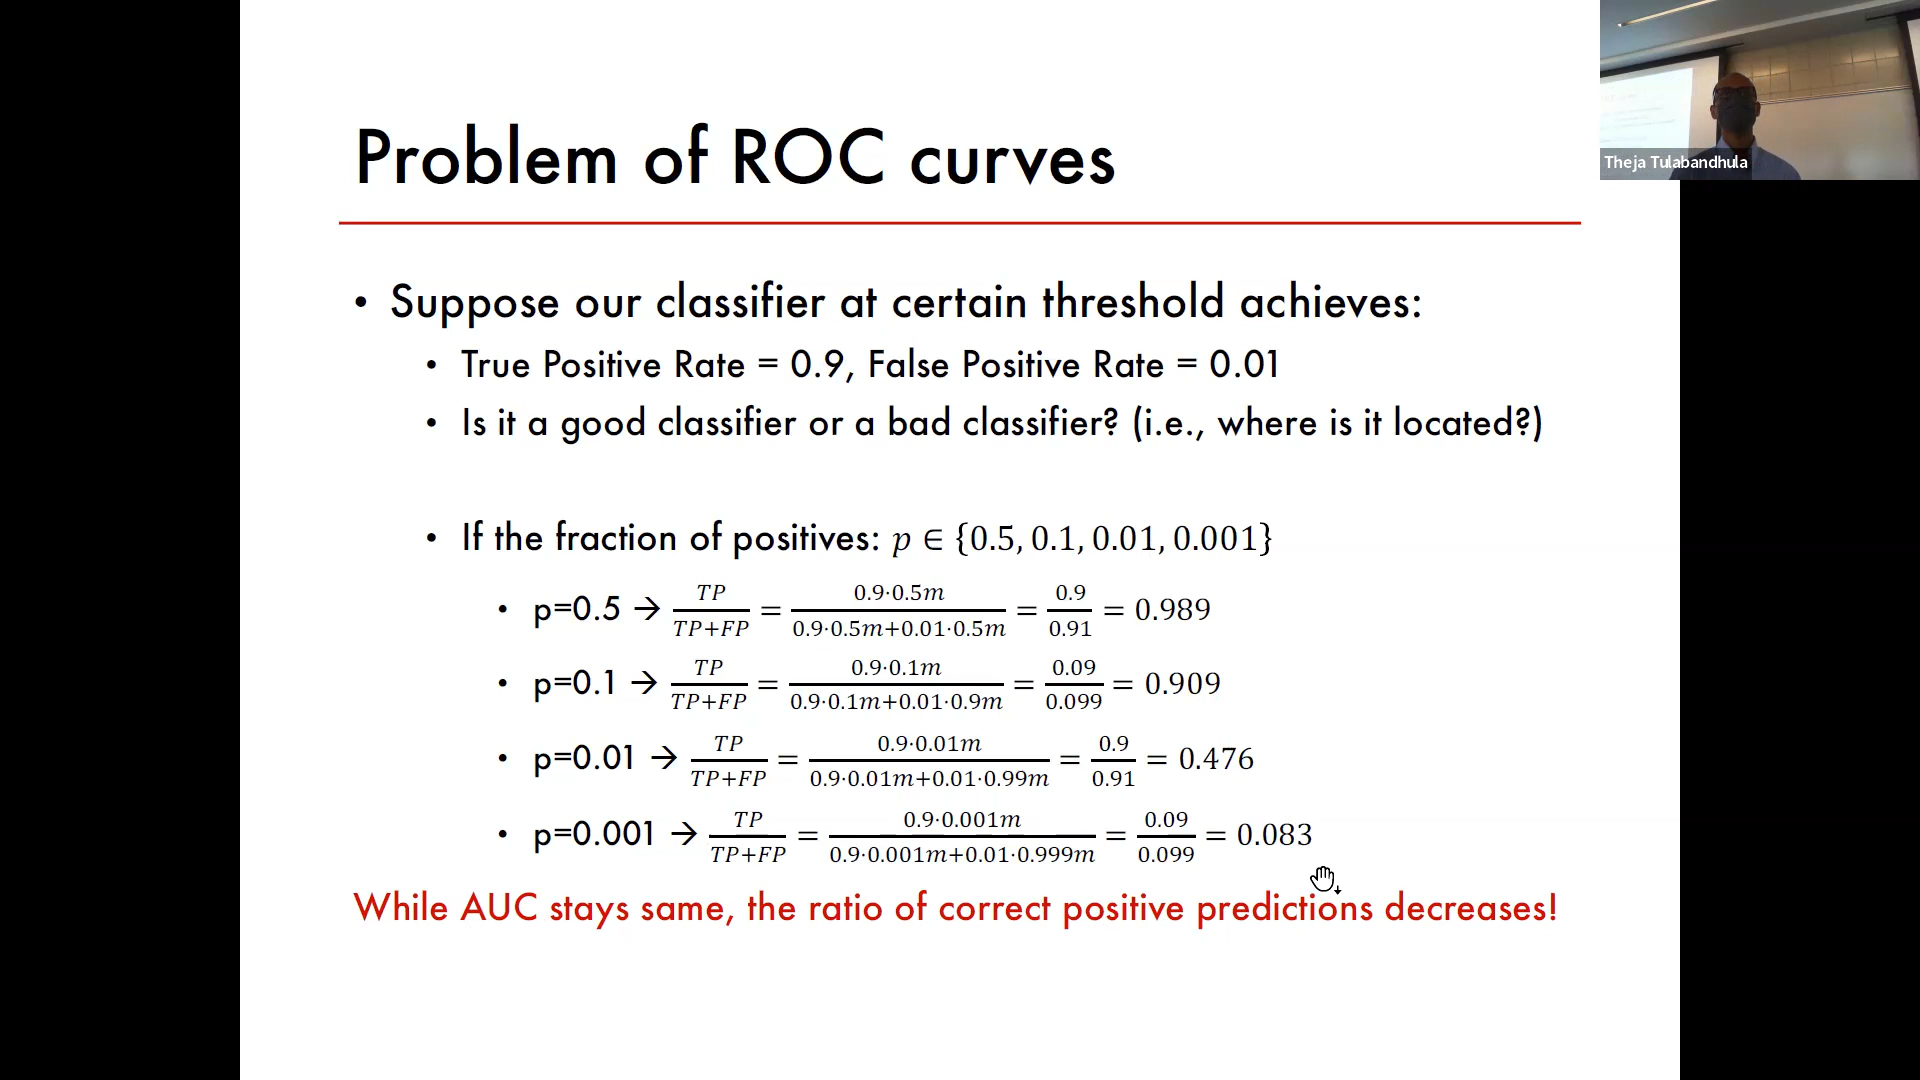 Problem of ROC curves
Theja Tulabandhula
• Suppose our classifier at certain threshold achieves:
• True Positive Rate = 0.9, False Positive Rate = 0.01
• Is it a good classifier or a bad classifier? (i.e., where is it located?)
• If the fraction of positives: p ∈ {0.5, 0.1, 0.01, 0.001}
• p=0.5 → TP/TP+FP = 0.9·0.5m/0.9·0.5m+0.01·0.5m = 0.9/0.91 = 0.989
• p=0.1 → TP/TP+FP = 0.9·0.1m/0.9·0.1m+0.01·0.9m = 0.09/0.099 = 0.909
• p=0.01 → TP/TP+FP = 0.9·0.01m/0.9·0.01m+0.01·0.99m = 0.9/0.91 = 0.476
• p=0.001 → TP/TP+FP = 0.9·0.001m/0.9·0.001m+0.01·0.999m = 0.09/0.099 = 0.083
While AUC stays same, the ratio of correct positive predictions decreases!